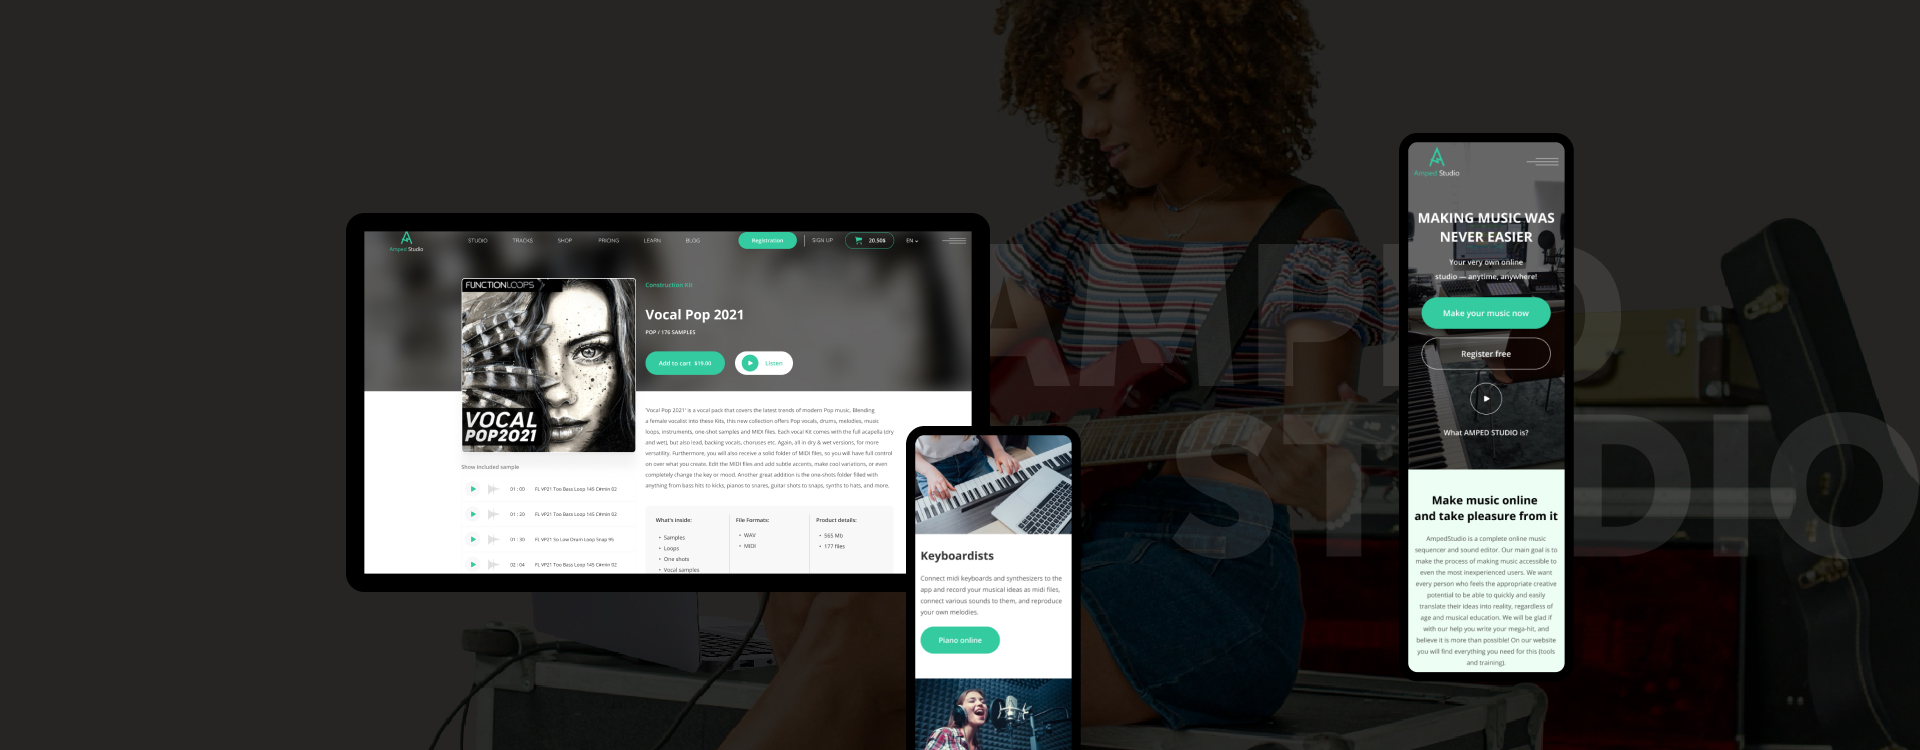 AMPED
STUDIO
Amped Studio
STUDIO
TRACKS
SHOP
PRICING
LEARN
BLOG
Registration
SIGN UP
20,50$
EN
FUNCTIONLOOPS
VOCAL
POP2021
Construction Kit
Vocal Pop 2021
POP / 176 SAMPLES
Add to cart $19.00
Listen
'Vocal Pop 2021' is a vocal pack that covers the latest trends of modern Pop music. Blending
a female vocalist into these Kits, this new collection offers Pop vocals, drums, melodies, music
loops, instruments, one-shot samples and MIDI files. Each vocal Kit comes with the full acapella (dry
and wet), but also lead, backing vocals, choruses etc. Again, all in dry & wet versions, for more
versatility. Furthermore, you will also receive a solid folder of MIDI files, so you will have full control
on over what you create. Edit the MIDI files and add subtle accents, make cool variations, or even
completely change the key or mood. Another great addition is the one-shots folder filled with
anything from bass hits to kicks, pianos to snares, guitar shots to snaps, synths to hats, and more.
Show included sample
01 : 00 FL VP21 Too Bass Loop 145 C#min 02
01 : 20 FL VP21 Too Bass Loop 145 C#min 02
01 : 30 FL VP21 So Low Drum Loop Snap 95
02 : 04 FL VP21 Too Bass Loop 145 C#min 02
What's inside:
• Samples
• Loops
• One shots
• Vocal samples
File Formats:
• WAV
• MIDI
Product details:
• 565 Mb
• 177 files
Keyboardists
Connect midi keyboards and synthesizers to the
app and record your musical ideas as midi files,
connect various sounds to them, and reproduce
your own melodies.
Piano online
Amped Studio
MAKING MUSIC WAS
NEVER EASIER
Your very own online
studio — anytime, anywhere!
Make your music now
Register free
What AMPED STUDIO is?
Make music online
and take pleasure from it
AmpedStudio is a complete online music
sequencer and sound editor. Our main goal is to
make the process of making music accessible to
even the most inexperienced users. We want
every person who feels the appropriate creative
potential to be able to quickly and easily
translate their ideas into reality, regardless of
age and musical education. We will be glad if
with our help you write your mega-hit, and
believe it is more than possible! On our website
you will find everything you need for this (tools
and training).